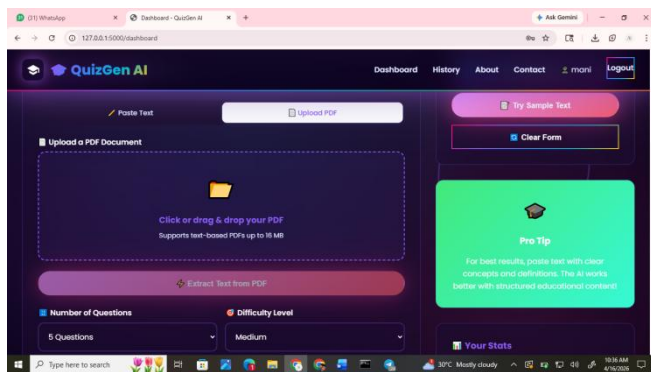 (31) WhatsApp
Dashboard - QuizGen AI
Ask Gemini
127.0.0.1:5000/dashboard
QuizGen AI
Dashboard
History
About
Contact
mani
Logout
Paste Text
Upload PDF
Upload a PDF Document
Click or drag & drop your PDF
Supports text-based PDFs up to 16 MB
Extract Text from PDF
Number of Questions
Difficulty Level
5 Questions
Medium
Try Sample Text
Clear Form
Pro Tip
For best results, paste text with clear
concepts and definitions. The AI works
better with structured educational content!
Your Stats
Type here to search
30°C Mostly cloudy
10:36 AM
4/16/2026